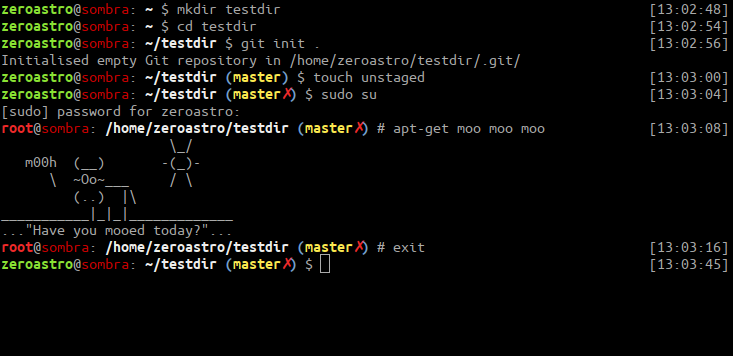 zeroastro@sombra: ~ $ mkdir testdir [13:02:48]
zeroastro@sombra: ~ $ cd testdir [13:02:54]
zeroastro@sombra: ~/testdir $ git init . [13:02:56]
Initialised empty Git repository in /home/zeroastro/testdir/.git/
zeroastro@sombra: ~/testdir (master) $ touch unstaged [13:03:00]
zeroastro@sombra: ~/testdir (master✗) $ sudo su [13:03:04]
[sudo] password for zeroastro:
root@sombra: /home/zeroastro/testdir (master✗) # apt-get moo moo moo [13:03:08]
                     \_/
   m00h  (__)       -(_)-
      \  ~Oo~___     / \
         (..)  |\
___________|_|_|_____________
..."Have you mooed today?"...
root@sombra: /home/zeroastro/testdir (master✗) # exit [13:03:16]
zeroastro@sombra: ~/testdir (master✗) $ [13:03:45]